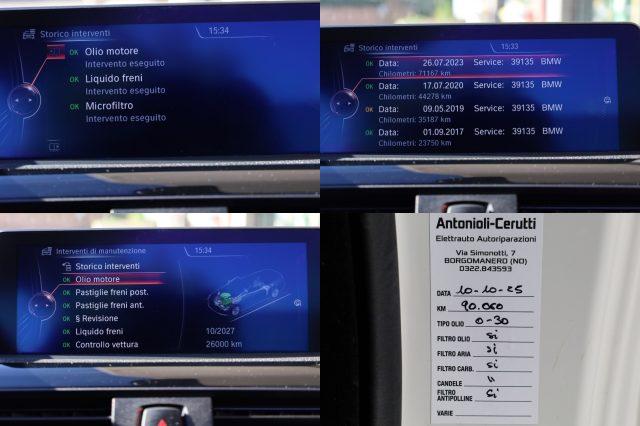 Storico interventi 15:34
OK Olio motore
Intervento eseguito
OK Liquido freni
Intervento eseguito
OK Microfiltro
Intervento eseguito
Storico interventi 15:33
OK Data: 26.07.2023 Service: 39135 BMW
Chilometri: 71167 km
OK Data: 17.07.2020 Service: 39135 BMW
Chilometri: 44278 km
OK Data: 09.05.2019 Service: 39135 BMW
Chilometri: 35187 km
OK Data: 01.09.2017 Service: 39135 BMW
Chilometri: 23750 km
Interventi di manutenzione 15:34
Storico interventi
OK Olio motore
OK Pastiglie freni post.
OK Pastiglie freni ant.
OK § Revisione
OK Liquido freni 10/2027
OK Controllo vettura 26000 km
Antonioli-Cerutti
Elettrauto Autoriparazioni
Via Simonotti, 7
BORGOMANERO (NO)
0322.843593
DATA 10-10-25
KM 90.060
TIPO OLIO 0-30
FILTRO OLIO si
FILTRO ARIA si
FILTRO CARB. si
CANDELE "
FILTRO ANTIPOLLINE si
VARIE